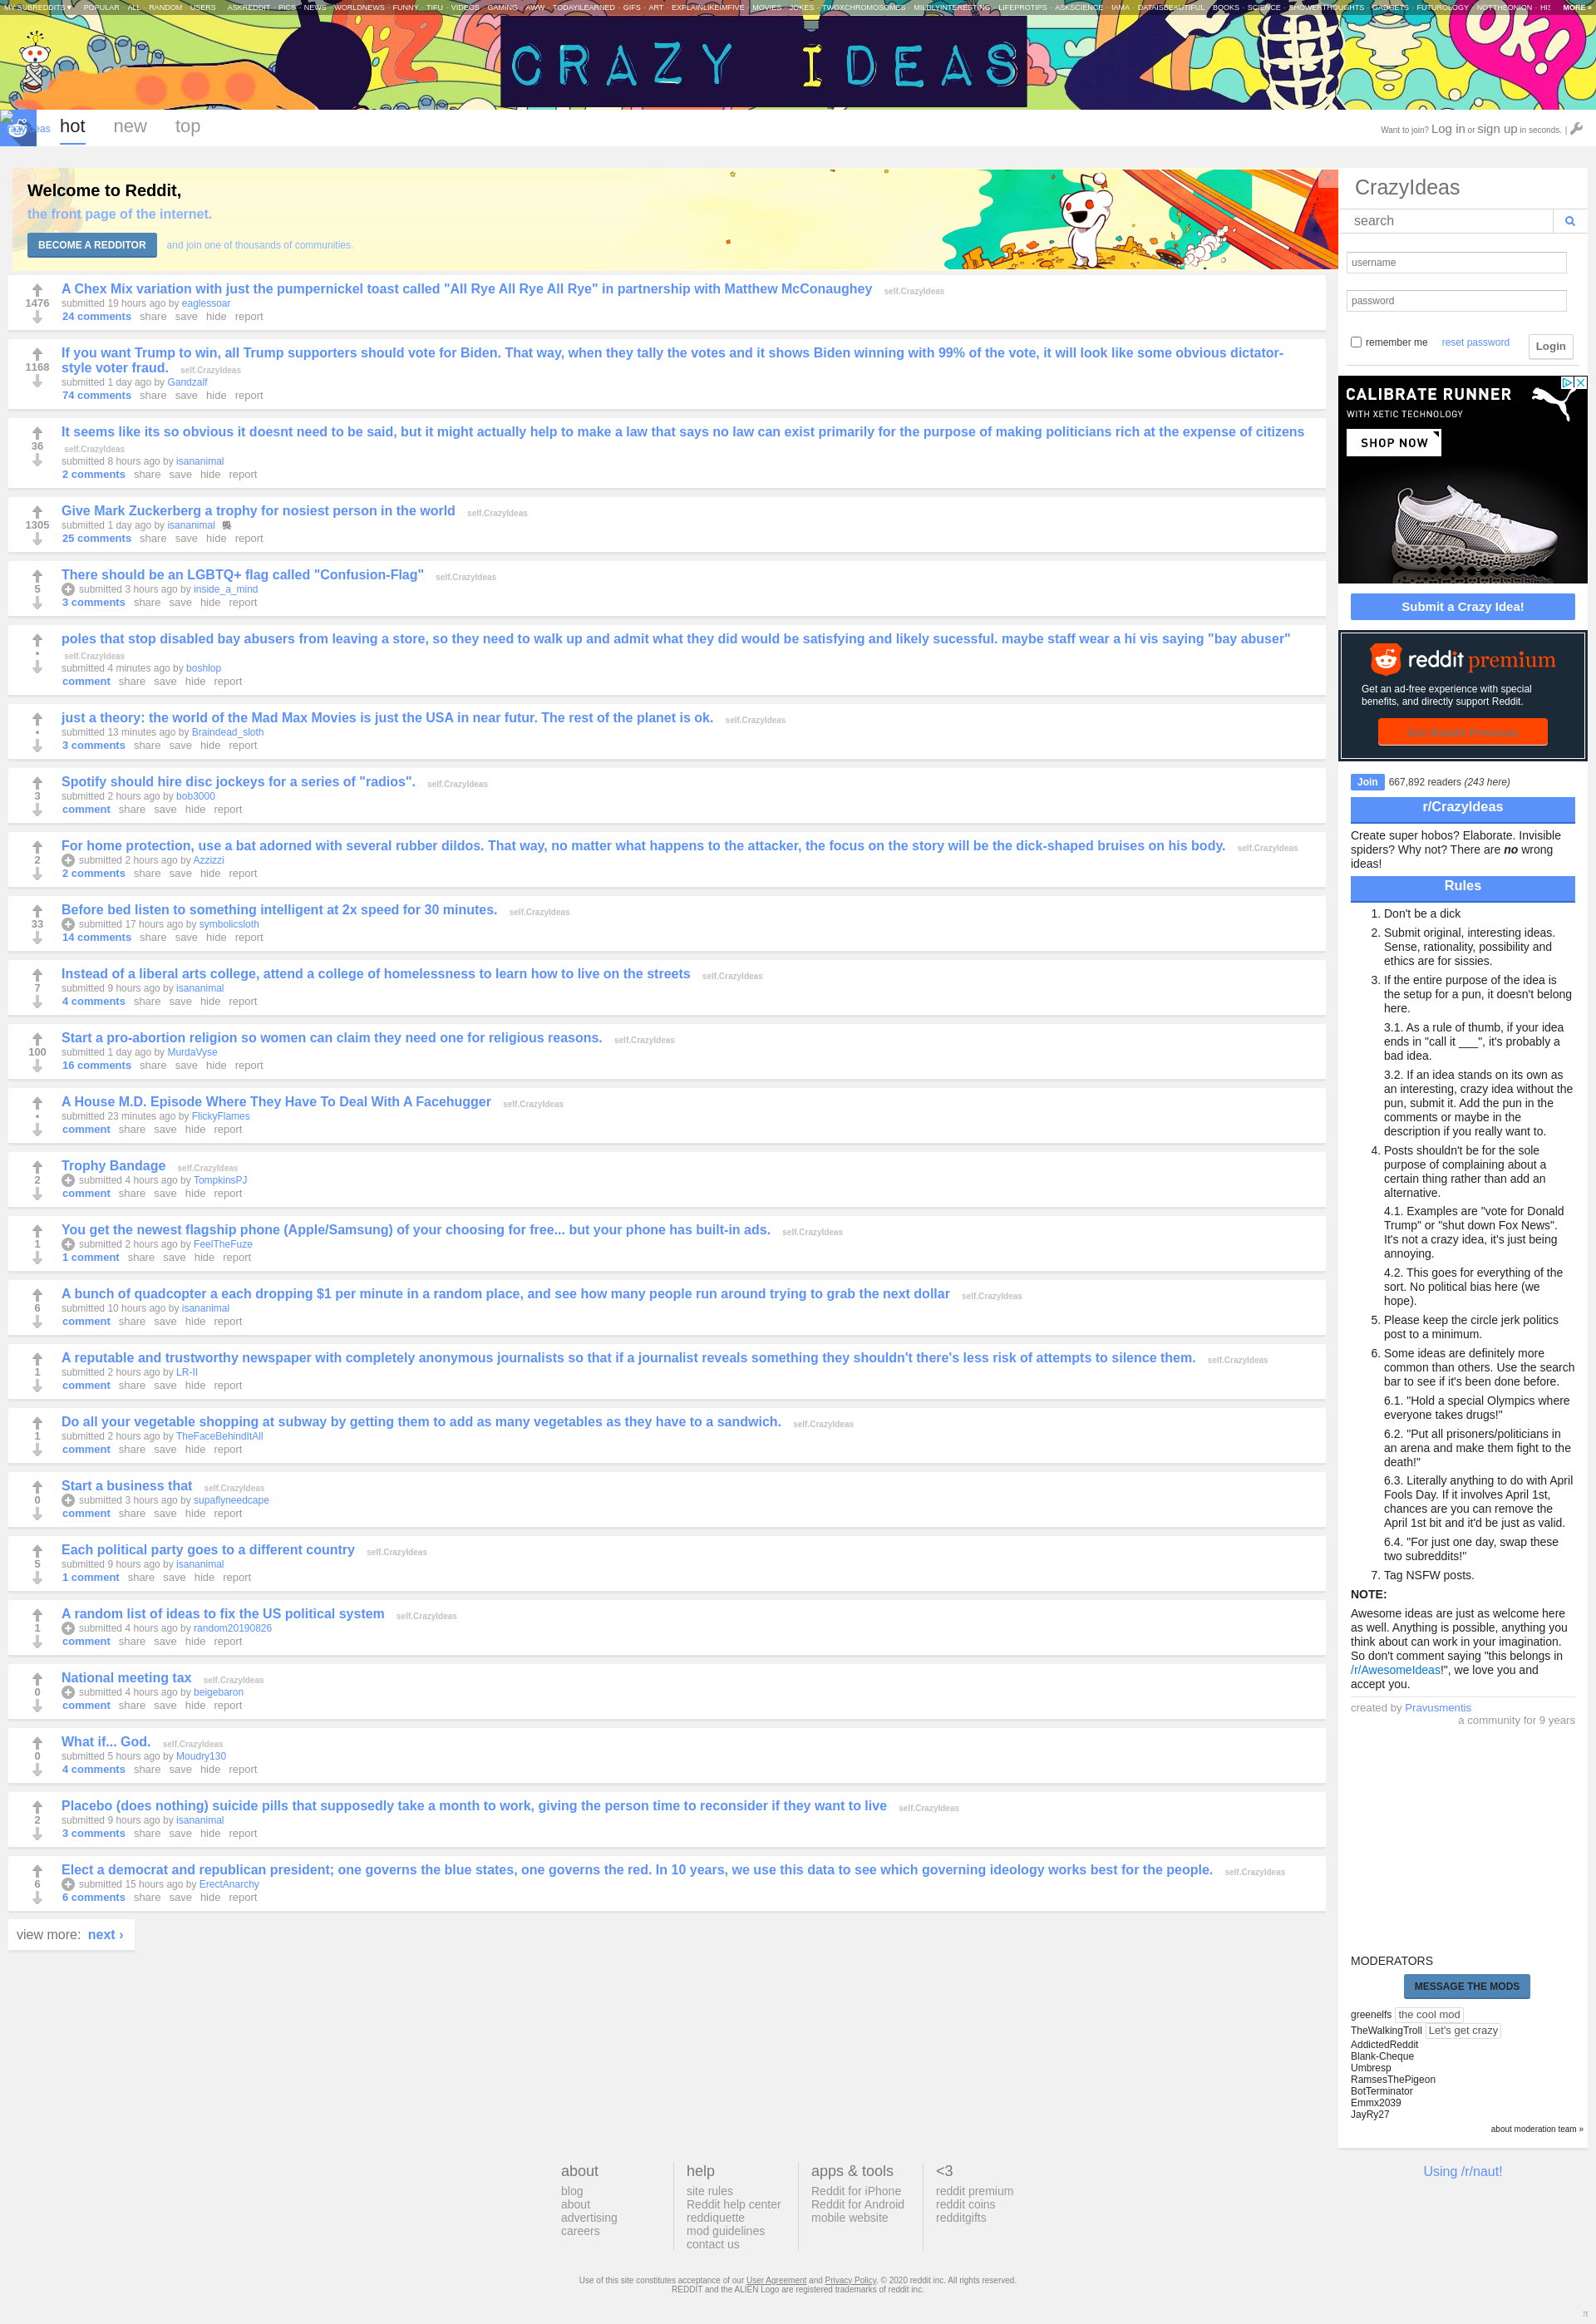 MY SUBREDDITS ▾ POPULAR - ALL - RANDOM - USERS ASKREDDIT - PICS - NEWS - WORLDNEWS - FUNNY - TIFU - VIDEOS - GAMING - AWW - TODAYILEARNED - GIFS - ART - EXPLAINLIKEIMFIVE - MOVIES - JOKES - TWOXCHROMOSOMES - MILDLYINTERESTING - LIFEPROTIPS - ASKSCIENCE - IAMA - DATAISBEAUTIFUL - BOOKS - SCIENCE - SHOWERTHOUGHTS - GADGETS - FUTUROLOGY - NOTTHEONION - MORE »
CRAZY IDEAS
OK!
hot new top
Want to join? Log in or sign up in seconds. |
Welcome to Reddit,
the front page of the internet.
BECOME A REDDITOR and join one of thousands of communities.
A Chex Mix variation with just the pumpernickel toast called "All Rye All Rye All Rye" in partnership with Matthew McConaughey self.CrazyIdeas
1476
submitted 19 hours ago by eaglessoar
24 comments share save hide report
If you want Trump to win, all Trump supporters should vote for Biden. That way, when they tally the votes and it shows Biden winning with 99% of the vote, it will look like some obvious dictator-
1168
style voter fraud. self.CrazyIdeas
submitted 1 day ago by Gandzalf
74 comments share save hide report
It seems like its so obvious it doesnt need to be said, but it might actually help to make a law that says no law can exist primarily for the purpose of making politicians rich at the expense of citizens
36
self.CrazyIdeas
submitted 8 hours ago by isananimal
2 comments share save hide report
Give Mark Zuckerberg a trophy for nosiest person in the world self.CrazyIdeas
1305
submitted 1 day ago by isananimal
25 comments share save hide report
There should be an LGBTQ+ flag called "Confusion-Flag" self.CrazyIdeas
5
submitted 3 hours ago by inside_a_mind
3 comments share save hide report
poles that stop disabled bay abusers from leaving a store, so they need to walk up and admit what they did would be satisfying and likely sucessful. maybe staff wear a hi vis saying "bay abuser"
•
self.CrazyIdeas
submitted 4 minutes ago by boshlop
comment share save hide report
just a theory: the world of the Mad Max Movies is just the USA in near futur. The rest of the planet is ok. self.CrazyIdeas
•
submitted 13 minutes ago by Braindead_sloth
3 comments share save hide report
Spotify should hire disc jockeys for a series of "radios". self.CrazyIdeas
3
submitted 2 hours ago by bob3000
comment share save hide report
For home protection, use a bat adorned with several rubber dildos. That way, no matter what happens to the attacker, the focus on the story will be the dick-shaped bruises on his body. self.CrazyIdeas
2
submitted 2 hours ago by Azzizzi
2 comments share save hide report
Before bed listen to something intelligent at 2x speed for 30 minutes. self.CrazyIdeas
33
submitted 17 hours ago by symbolicsloth
14 comments share save hide report
Instead of a liberal arts college, attend a college of homelessness to learn how to live on the streets self.CrazyIdeas
7
submitted 9 hours ago by isananimal
4 comments share save hide report
Start a pro-abortion religion so women can claim they need one for religious reasons. self.CrazyIdeas
100
submitted 1 day ago by MurdaVyse
16 comments share save hide report
A House M.D. Episode Where They Have To Deal With A Facehugger self.CrazyIdeas
•
submitted 23 minutes ago by FlickyFlames
comment share save hide report
Trophy Bandage self.CrazyIdeas
2
submitted 4 hours ago by TompkinsPJ
comment share save hide report
You get the newest flagship phone (Apple/Samsung) of your choosing for free... but your phone has built-in ads. self.CrazyIdeas
1
submitted 2 hours ago by FeelTheFuze
1 comment share save hide report
A bunch of quadcopter a each dropping $1 per minute in a random place, and see how many people run around trying to grab the next dollar self.CrazyIdeas
6
submitted 10 hours ago by isananimal
comment share save hide report
A reputable and trustworthy newspaper with completely anonymous journalists so that if a journalist reveals something they shouldn't there's less risk of attempts to silence them. self.CrazyIdeas
1
submitted 2 hours ago by LR-II
comment share save hide report
Do all your vegetable shopping at subway by getting them to add as many vegetables as they have to a sandwich. self.CrazyIdeas
1
submitted 2 hours ago by TheFaceBehindItAll
comment share save hide report
Start a business that self.CrazyIdeas
0
submitted 3 hours ago by supaflyneedcape
comment share save hide report
Each political party goes to a different country self.CrazyIdeas
5
submitted 9 hours ago by isananimal
1 comment share save hide report
A random list of ideas to fix the US political system self.CrazyIdeas
1
submitted 4 hours ago by random20190826
comment share save hide report
National meeting tax self.CrazyIdeas
0
submitted 4 hours ago by beigebaron
comment share save hide report
What if... God. self.CrazyIdeas
0
submitted 5 hours ago by Moudry130
4 comments share save hide report
Placebo (does nothing) suicide pills that supposedly take a month to work, giving the person time to reconsider if they want to live self.CrazyIdeas
2
submitted 9 hours ago by isananimal
3 comments share save hide report
Elect a democrat and republican president; one governs the blue states, one governs the red. In 10 years, we use this data to see which governing ideology works best for the people. self.CrazyIdeas
6
submitted 15 hours ago by ErectAnarchy
6 comments share save hide report
view more: next ›
CrazyIdeas
search
username
password
remember me reset password Login
CALIBRATE RUNNER
WITH XETIC TECHNOLOGY
SHOP NOW
Submit a Crazy Idea!
reddit premium
Get an ad-free experience with special
benefits, and directly support Reddit.
Join 667,892 readers (243 here)
r/CrazyIdeas
Create super hobos? Elaborate. Invisible
spiders? Why not? There are no wrong
ideas!
Rules
1. Don't be a dick
2. Submit original, interesting ideas.
Sense, rationality, possibility and
ethics are for sissies.
3. If the entire purpose of the idea is
the setup for a pun, it doesn't belong
here.
3.1. As a rule of thumb, if your idea
ends in "call it ___", it's probably a
bad idea.
3.2. If an idea stands on its own as
an interesting, crazy idea without the
pun, submit it. Add the pun in the
comments or maybe in the
description if you really want to.
4. Posts shouldn't be for the sole
purpose of complaining about a
certain thing rather than add an
alternative.
4.1. Examples are "vote for Donald
Trump" or "shut down Fox News".
It's not a crazy idea, it's just being
annoying.
4.2. This goes for everything of the
sort. No political bias here (we
hope).
5. Please keep the circle jerk politics
post to a minimum.
6. Some ideas are definitely more
common than others. Use the search
bar to see if it's been done before.
6.1. "Hold a special Olympics where
everyone takes drugs!"
6.2. "Put all prisoners/politicians in
an arena and make them fight to the
death!"
6.3. Literally anything to do with April
Fools Day. If it involves April 1st,
chances are you can remove the
April 1st bit and it'd be just as valid.
6.4. "For just one day, swap these
two subreddits!"
7. Tag NSFW posts.
NOTE:
Awesome ideas are just as welcome here
as well. Anything is possible, anything you
think about can work in your imagination.
So don't comment saying "this belongs in
/r/AwesomeIdeas!", we love you and
accept you.
created by Pravusmentis
a community for 9 years
MODERATORS
MESSAGE THE MODS
greenelfs the cool mod
TheWalkingTroll Let's get crazy
AddictedReddit
Blank-Cheque
Umbresp
RamsesThePigeon
BotTerminator
Emmx2039
JayRy27
about moderation team »
Using /r/naut!
about
blog
about
advertising
careers
help
site rules
Reddit help center
reddiquette
mod guidelines
contact us
apps & tools
Reddit for iPhone
Reddit for Android
mobile website
<3
reddit premium
reddit coins
redditgifts
Use of this site constitutes acceptance of our User Agreement and Privacy Policy. © 2020 reddit inc. All rights reserved.
REDDIT and the ALIEN Logo are registered trademarks of reddit inc.
π